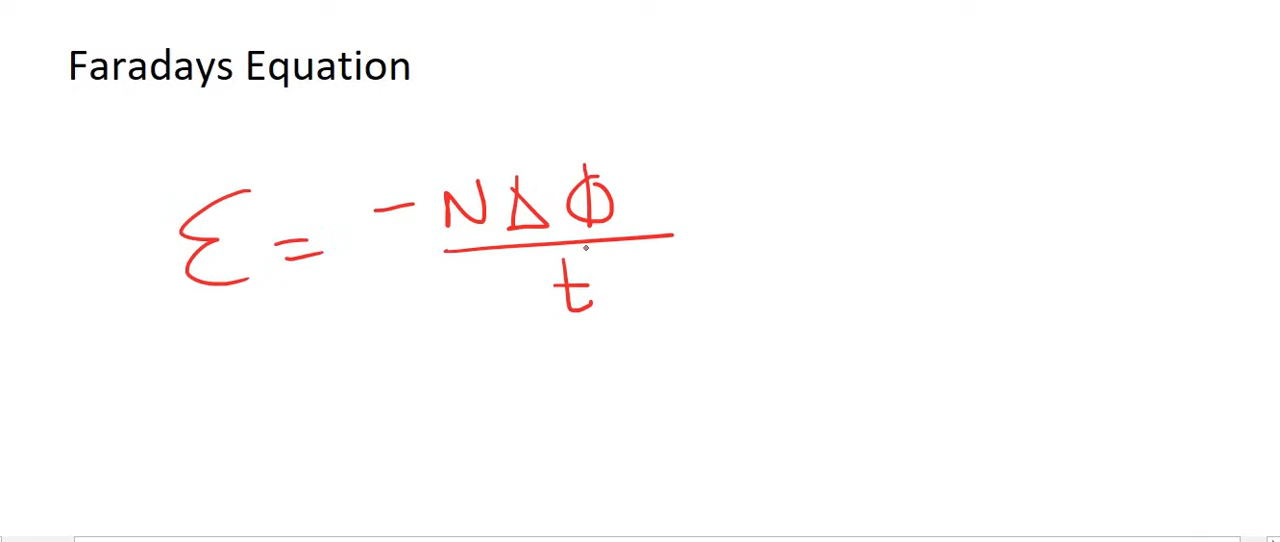 Faradays Equation
ε = -NΔΦ
t